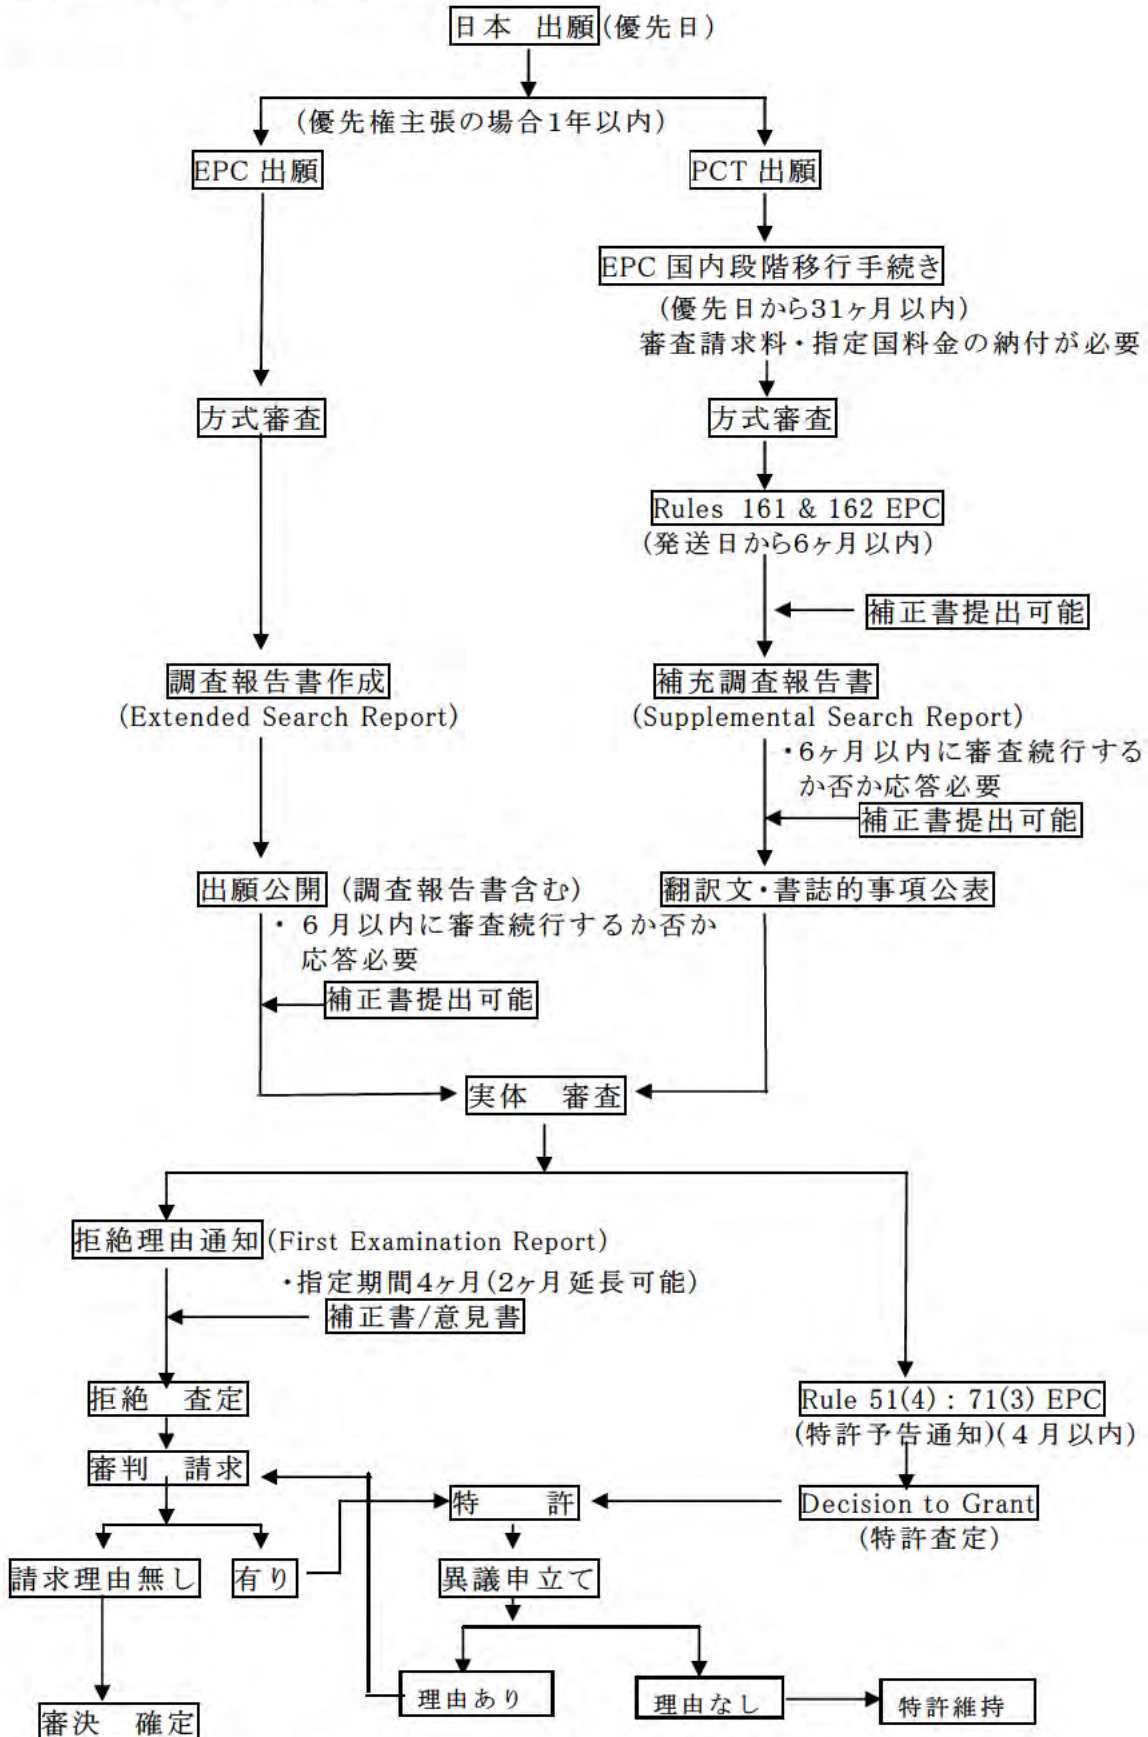 日本 出願(優先日)
(優先権主張の場合1年以内)
EPC 出願
PCT 出願
EPC 国内段階移行手続き
(優先日から31ヶ月以内)
審査請求料・指定国料金の納付が必要
方式審査
方式審査
Rules 161 & 162 EPC
(発送日から6ヶ月以内)
補正書提出可能
調査報告書作成
(Extended Search Report)
補充調査報告書
(Supplemental Search Report)
・6ヶ月以内に審査続行する
か否か応答必要
補正書提出可能
出願公開 (調査報告書含む)
・ 6月以内に審査続行するか否か
応答必要
補正書提出可能
翻訳文・書誌的事項公表
実体 審査
拒絶理由通知(First Examination Report)
・指定期間4ヶ月(2ヶ月延長可能)
補正書/意見書
拒絶 査定
審判 請求
Rule 51(4) : 71(3) EPC
(特許予告通知)(4月以内)
特 許
Decision to Grant
(特許査定)
請求理由無し
有り
異議申立て
理由あり
理由なし
特許維持
審決 確定